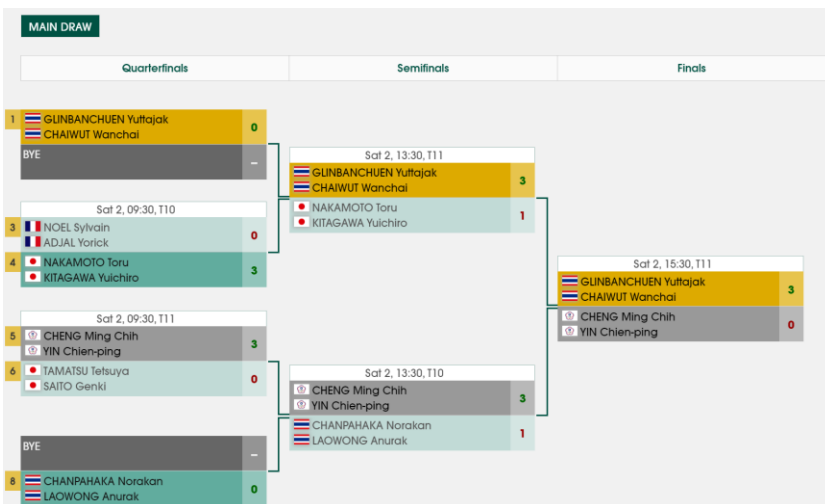 MAIN DRAW
Quarterfinals
Semifinals
Finals
1
GLINBANCHUEN Yuttajak
CHAIWUT Wanchai
0
BYE
–
Sat 2, 09:30, T10
3
NOEL Sylvain
ADJAL Yorick
0
4
NAKAMOTO Toru
KITAGAWA Yuichiro
3
Sat 2, 09:30, T11
5
CHENG Ming Chih
YIN Chien-ping
3
6
TAMATSU Tetsuya
SAITO Genki
0
BYE
–
8
CHANPAHAKA Norakan
LAOWONG Anurak
0
Sat 2, 13:30, T11
GLINBANCHUEN Yuttajak
CHAIWUT Wanchai
3
NAKAMOTO Toru
KITAGAWA Yuichiro
1
Sat 2, 13:30, T10
CHENG Ming Chih
YIN Chien-ping
3
CHANPAHAKA Norakan
LAOWONG Anurak
1
Sat 2, 15:30, T11
GLINBANCHUEN Yuttajak
CHAIWUT Wanchai
3
CHENG Ming Chih
YIN Chien-ping
0